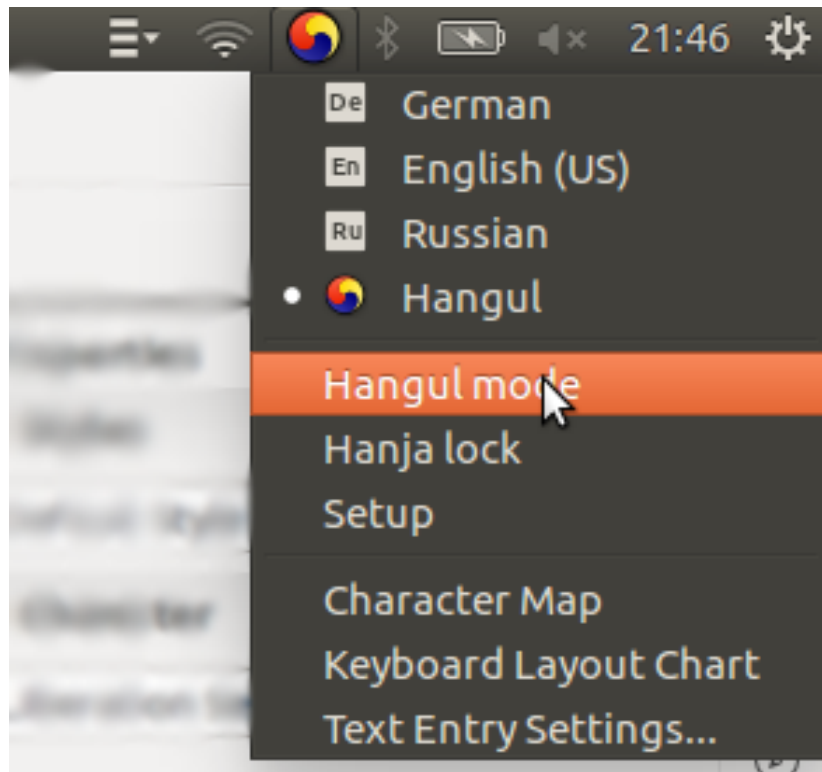 21:46
De German
En English (US)
Ru Russian
Hangul
Hangul mode
Hanja lock
Setup
Character Map
Keyboard Layout Chart
Text Entry Settings...